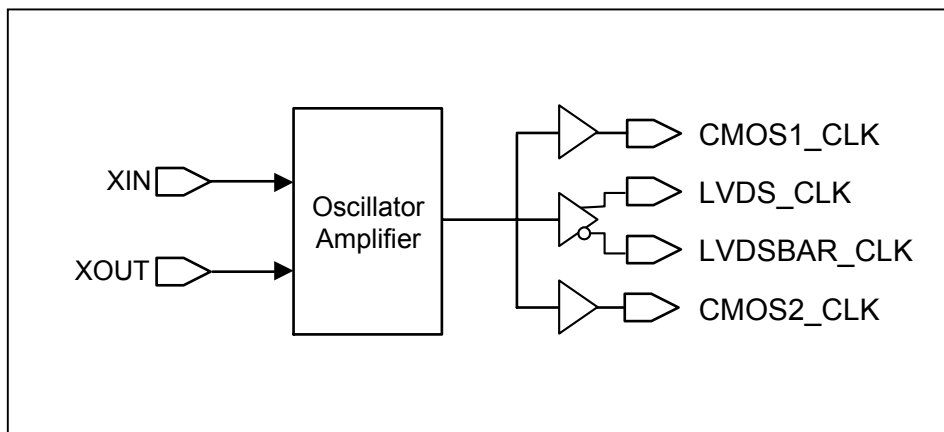 XIN
XOUT
Oscillator
Amplifier
CMOS1_CLK
LVDS_CLK
LVDSBAR_CLK
CMOS2_CLK